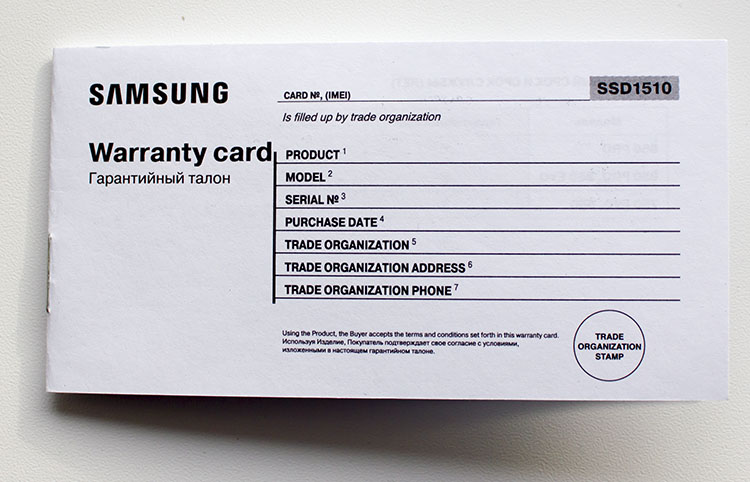 SAMSUNG
CARD №, (IMEI)
SSD1510
Is filled up by trade organization
Warranty card
Гарантийный талон
PRODUCT 1
MODEL 2
SERIAL № 3
PURCHASE DATE 4
TRADE ORGANIZATION 5
TRADE ORGANIZATION ADDRESS 6
TRADE ORGANIZATION PHONE 7
Using the Product, the Buyer accepts the terms and conditions set forth in this warranty card.
Используя Изделие, Покупатель подтверждает свое согласие с условиями,
изложенными в настоящем гарантийном талоне.
TRADE
ORGANIZATION
STAMP